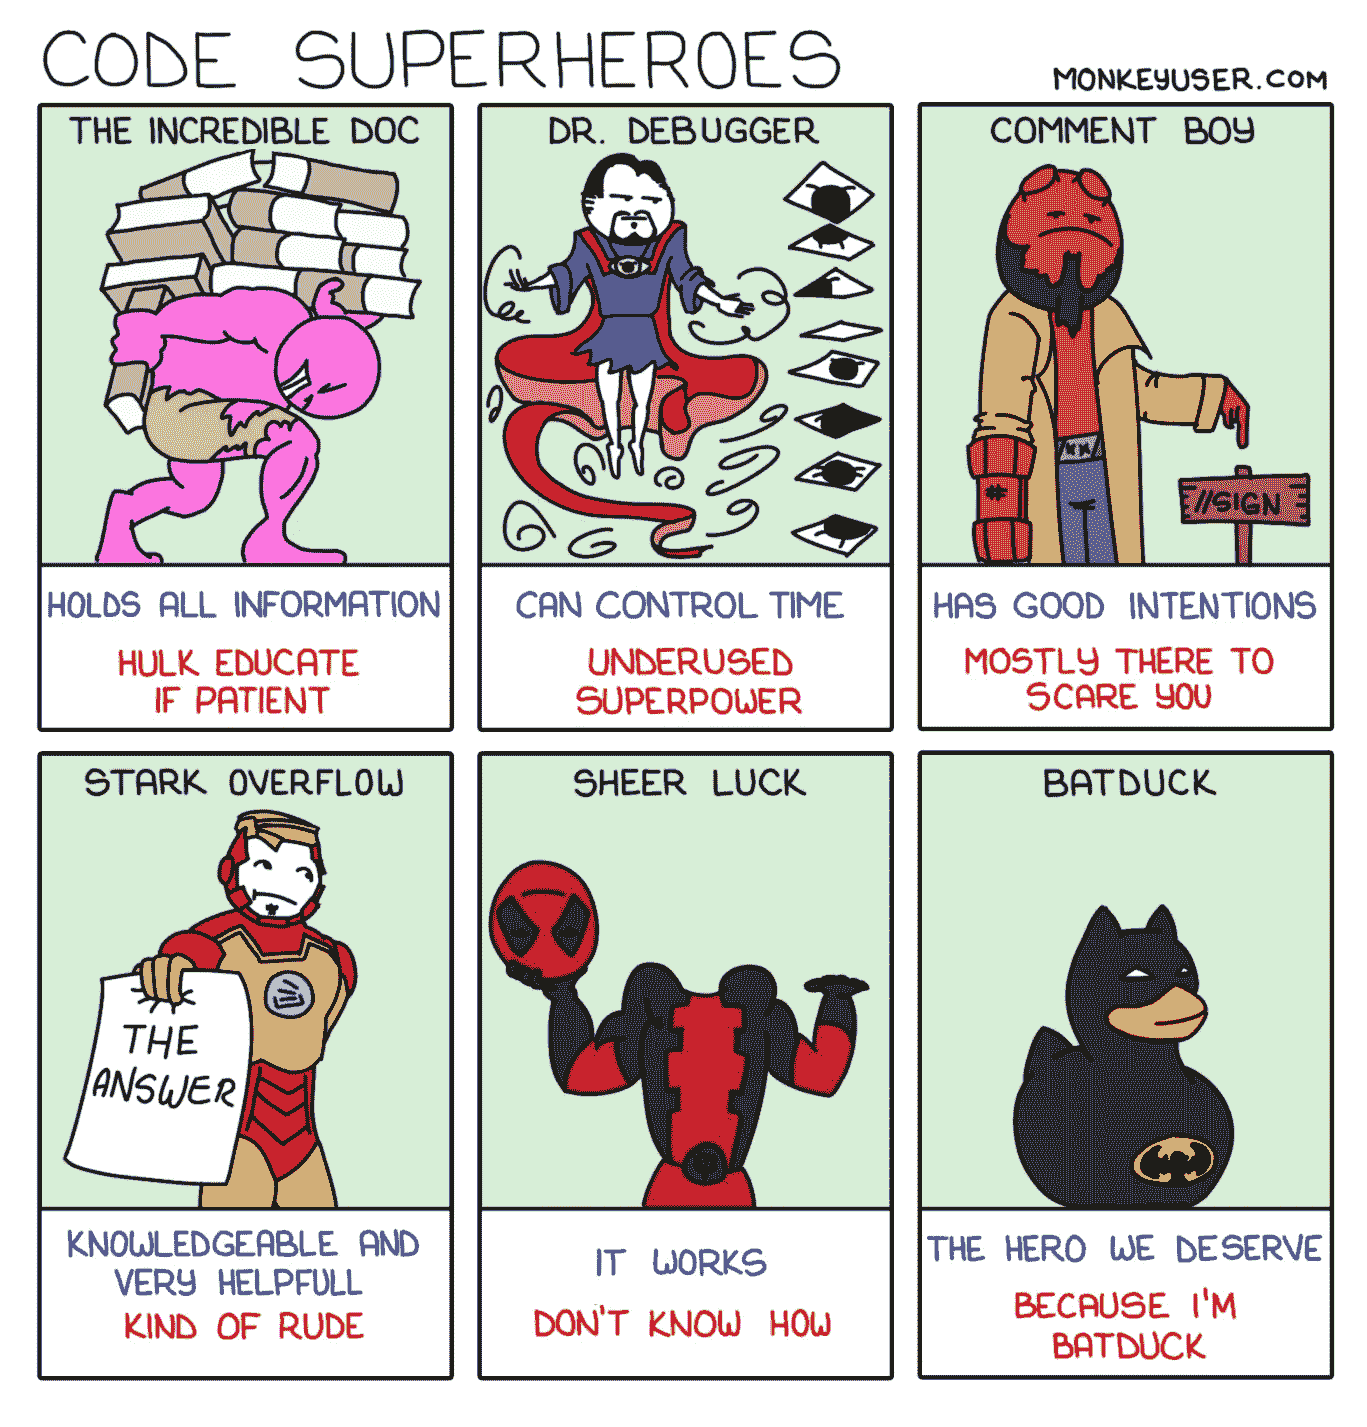 CODE SUPERHEROES
MONKEYUSER.COM
THE INCREDIBLE DOC
HOLDS ALL INFORMATION
HULK EDUCATE
IF PATIENT
DR. DEBUGGER
CAN CONTROL TIME
UNDERUSED
SUPERPOWER
COMMENT BOY
//SIGN
HAS GOOD INTENTIONS
MOSTLY THERE TO
SCARE YOU
STARK OVERFLOW
THE
ANSWER
KNOWLEDGEABLE AND
VERY HELPFULL
KIND OF RUDE
SHEER LUCK
IT WORKS
DON'T KNOW HOW
BATDUCK
THE HERO WE DESERVE
BECAUSE I'M
BATDUCK